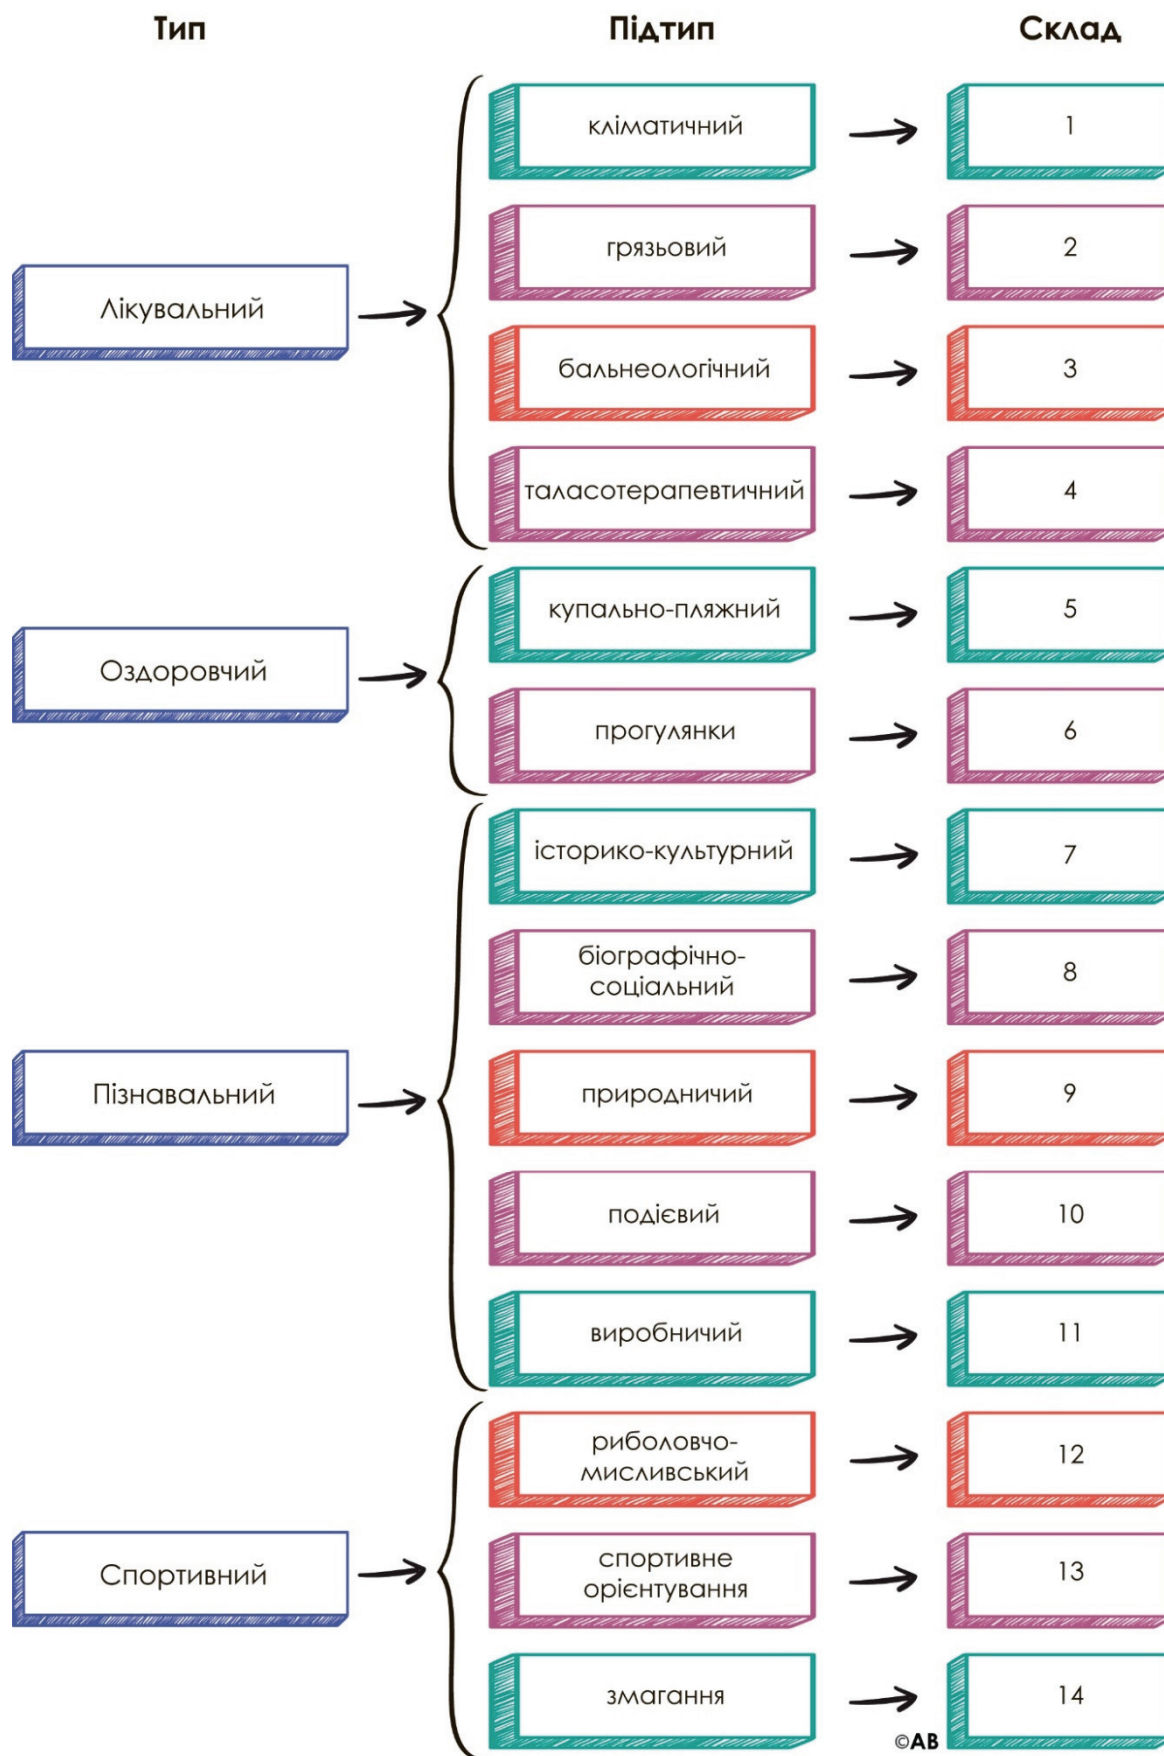 Тип Підтип Склад
кліматичний 1
грязьовий 2
Лікувальний
бальнеологічний 3
таласотерапевтичний 4
купально-пляжний 5
Оздоровчий
прогулянки 6
історико-культурний 7
біографічно-
соціальний 8
Пізнавальний природничий 9
подієвий 10
виробничий 11
риболовчо-
мисливський 12
Спортивний
спортивне
орієнтування 13
змагання 14
©АВ